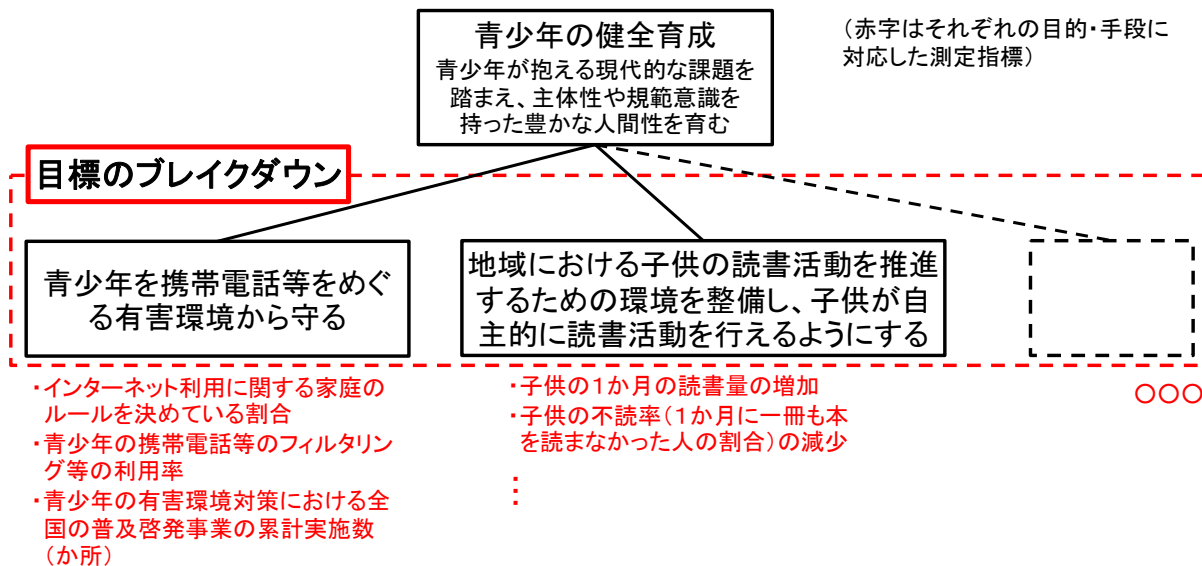 青少年の健全育成
青少年が抱える現代的な課題を
踏まえ、主体性や規範意識を
持った豊かな人間性を育む
（赤字はそれぞれの目的・手段に
対応した測定指標）
目標のブレイクダウン
青少年を携帯電話等をめぐ
る有害環境から守る
地域における子供の読書活動を推進
するための環境を整備し、子供が自
主的に読書活動を行えるようにする
・インターネット利用に関する家庭の
ルールを決めている割合
・青少年の携帯電話等のフィルタリン
グ等の利用率
・青少年の有害環境対策における全
国の普及啓発事業の累計実施数
（か所）
・子供の１か月の読書量の増加
・子供の不読率（１か月に一冊も本
を読まなかった人の割合）の減少
⋮
○○○